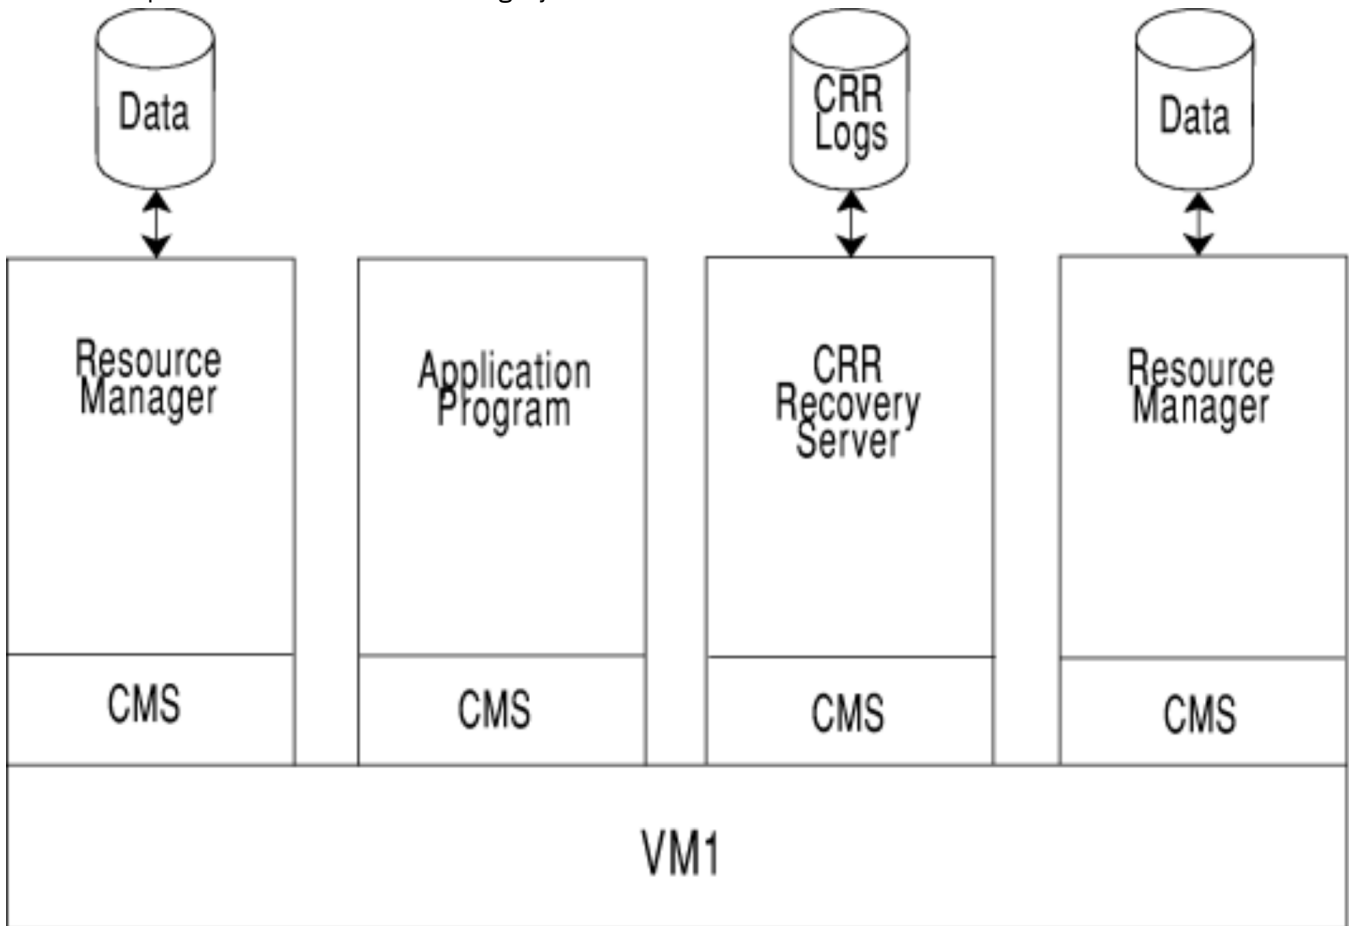 Data
CRR
Logs
Data
Resource
Manager
Application
Program
CRR
Recovery
Server
Resource
Manager
CMS
CMS
CMS
CMS
VM1